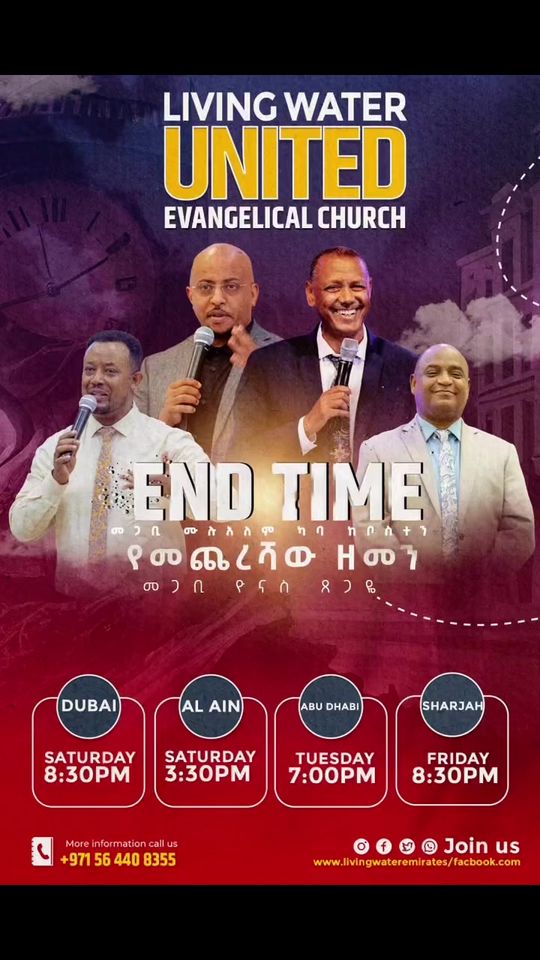 LIVING WATER
UNITED
EVANGELICAL CHURCH
END TIME
መጋቢ ሙሉአለም ካባ ከቦስተን
የመጨረሻው ዘመን
መጋቢ ዮናስ ጸጋዬ
DUBAI
SATURDAY
8:30PM
AL AIN
SATURDAY
3:30PM
ABU DHABI
TUESDAY
7:00PM
SHARJAH
FRIDAY
8:30PM
More information call us
+971 56 440 8355
Join us
www.livingwateremirates/facbook.com